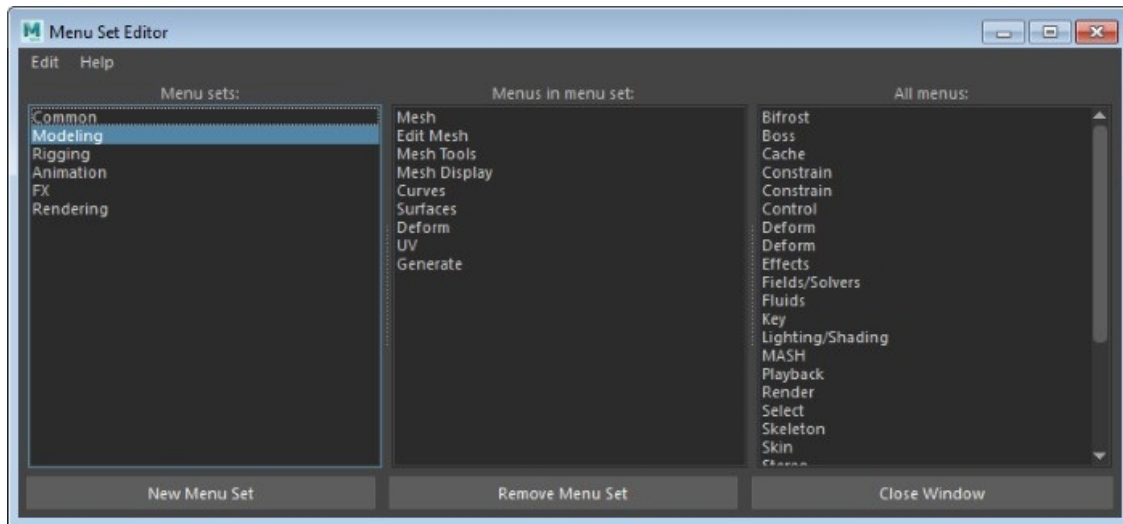 M Menu Set Editor
Edit Help
Menu sets:
Common
Modeling
Rigging
Animation
FX
Rendering
Menus in menu set:
Mesh
Edit Mesh
Mesh Tools
Mesh Display
Curves
Surfaces
Deform
UV
Generate
All menus:
Bifrost
Boss
Cache
Constrain
Constrain
Control
Deform
Deform
Effects
Fields/Solvers
Fluids
Key
Lighting/Shading
MASH
Playback
Render
Select
Skeleton
Skin
Stereo
New Menu Set
Remove Menu Set
Close Window